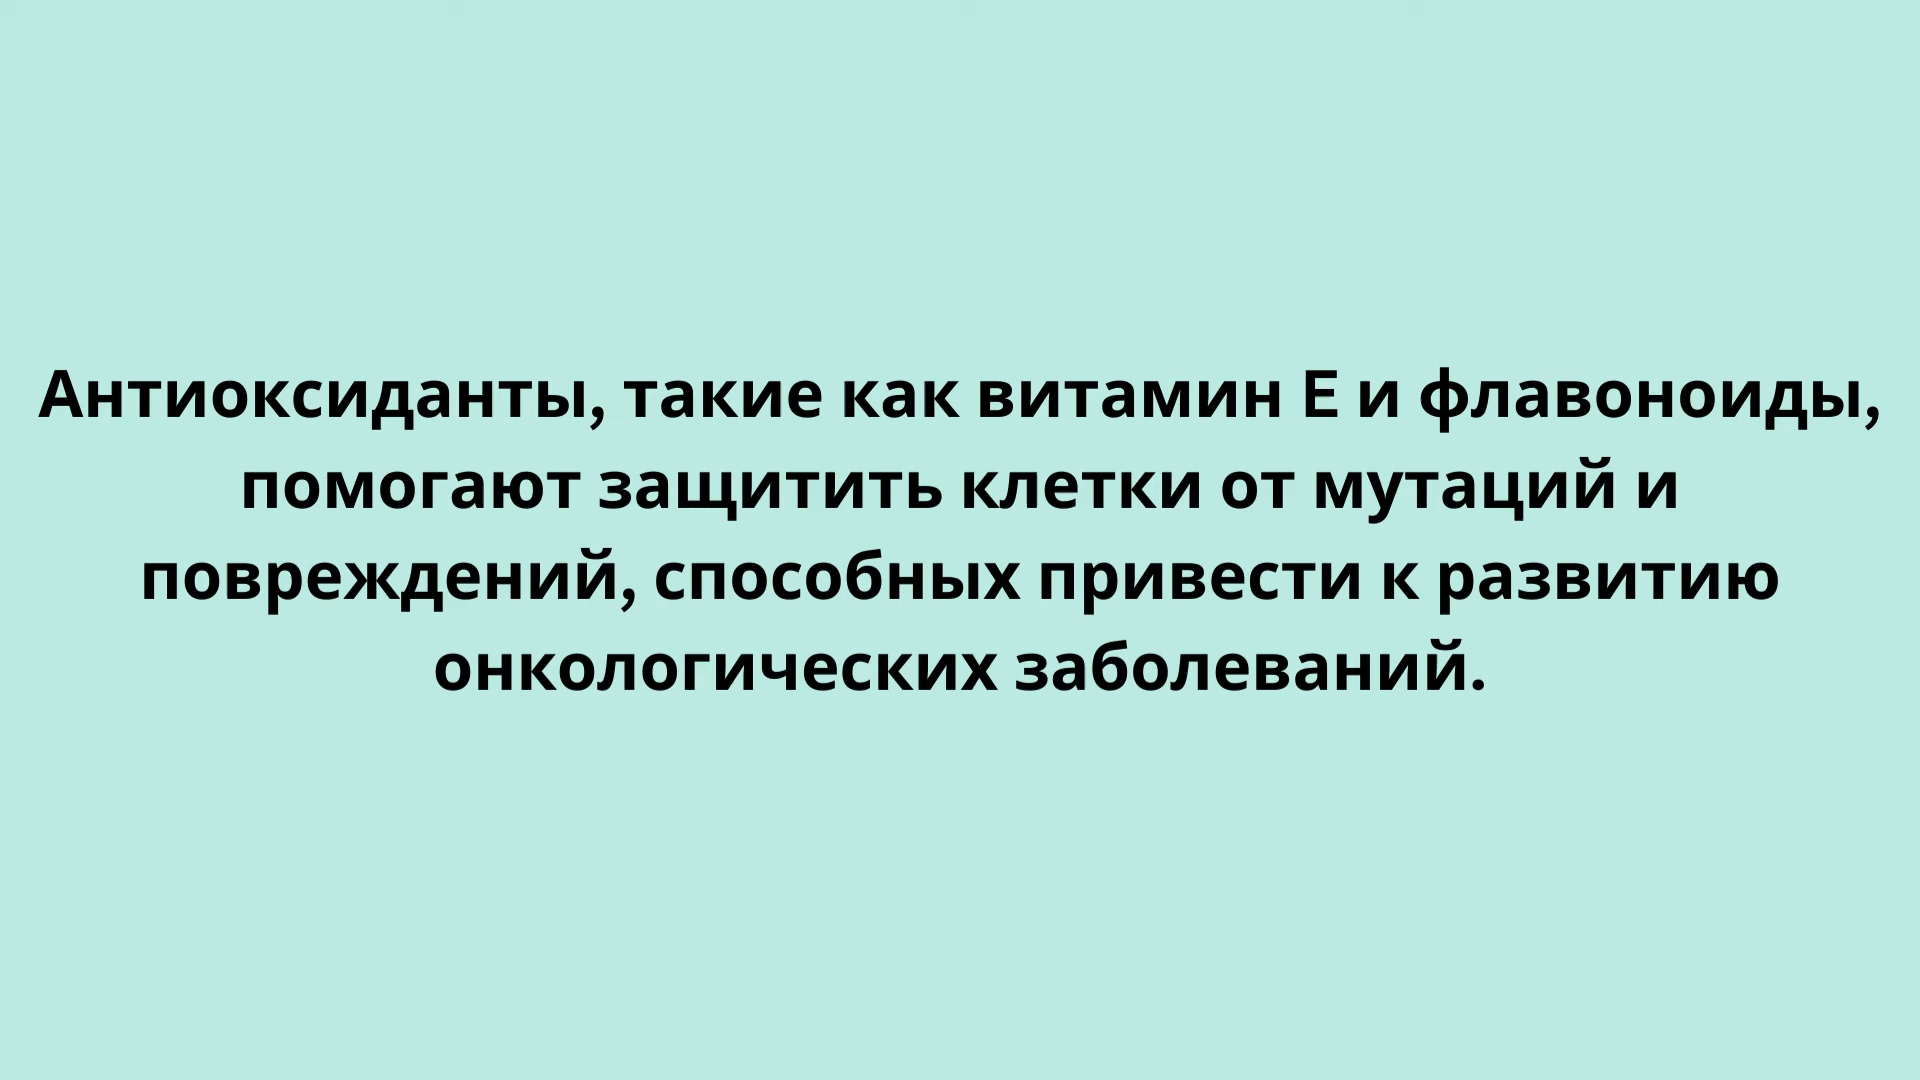 Антиоксиданты, такие как витамин Е и флавоноиды,
помогают защитить клетки от мутаций и
повреждений, способных привести к развитию
онкологических заболеваний.